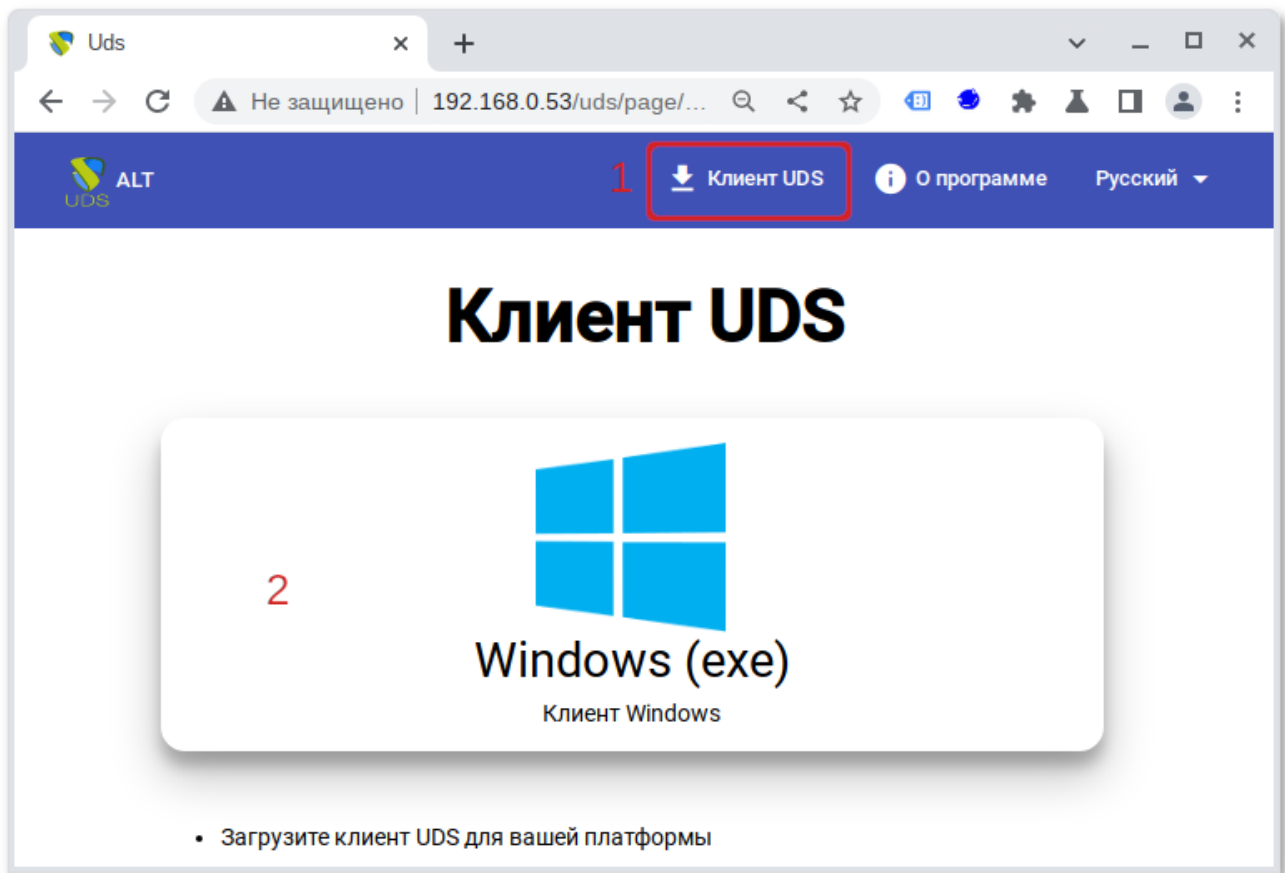 Uds
Не защищено 192.168.0.53/uds/page/...
UDS ALT 1 Клиент UDS О программе Русский
Клиент UDS
2
Windows (exe)
Клиент Windows
• Загрузите клиент UDS для вашей платформы